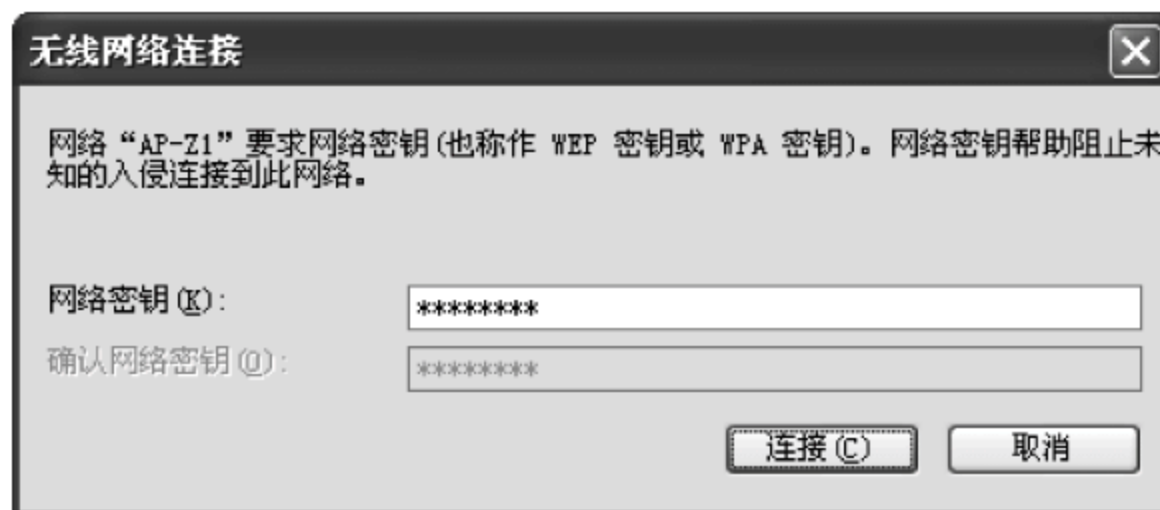 无线网络连接
网络“AP-Z1”要求网络密钥(也称作 WEP 密钥或 WPA 密钥)。网络密钥帮助阻止未
知的入侵连接到此网络。
网络密钥(K): ********
确认网络密钥(O): ********
连接(C) 取消